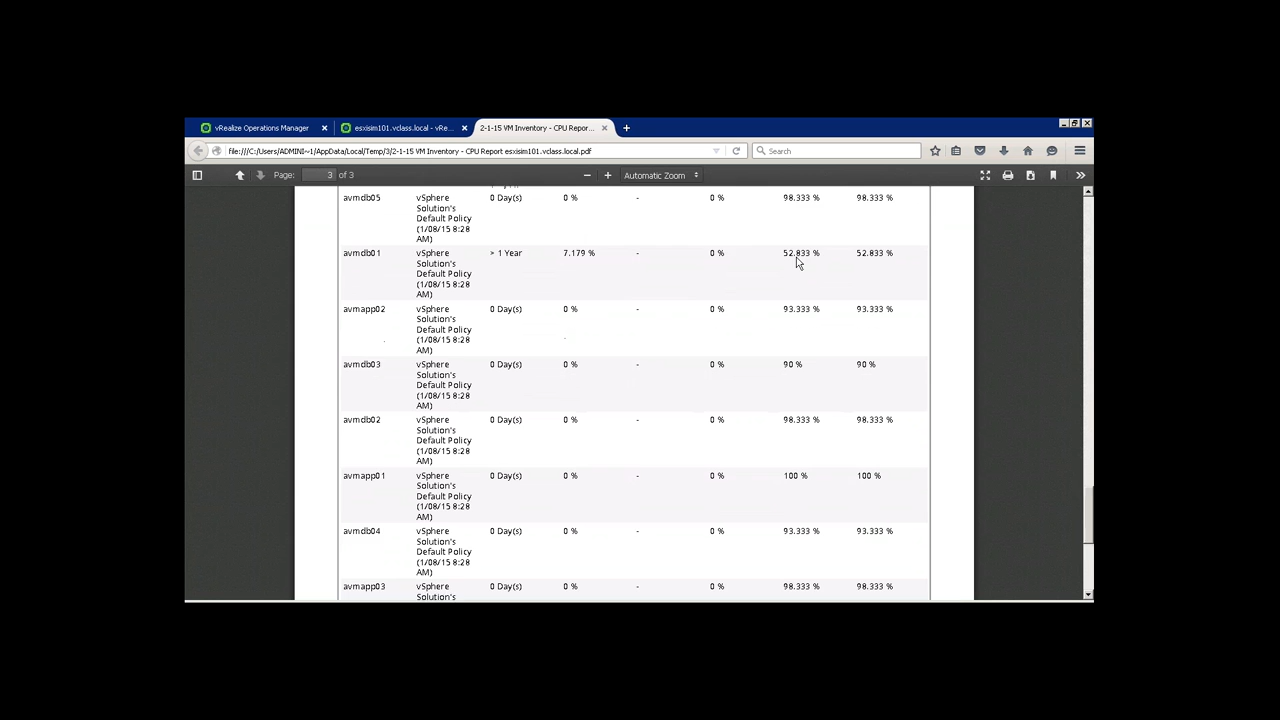 vRealize Operations Manager
esxisim101.vclass.local - vRe...
2-1-15 VM Inventory - CPU Repor...
file:///C:/Users/ADMINI~1/AppData/Local/Temp/3/2-1-15 VM Inventory - CPU Report esxisim101.vclass.local.pdf
Search
Page: 3 of 3
Automatic Zoom
avmdb05 vSphere 0 Day(s) 0 % - 0 % 98.333 % 98.333 %
Solution's
Default Policy
(1/08/15 8:28
AM)
avmdb01 vSphere > 1 Year 7.179 % - 0 % 52.833 % 52.833 %
Solution's
Default Policy
(1/08/15 8:28
AM)
avmapp02 vSphere 0 Day(s) 0 % - 0 % 93.333 % 93.333 %
Solution's
Default Policy
(1/08/15 8:28
AM)
avmdb03 vSphere 0 Day(s) 0 % - 0 % 90 % 90 %
Solution's
Default Policy
(1/08/15 8:28
AM)
avmdb02 vSphere 0 Day(s) 0 % - 0 % 98.333 % 98.333 %
Solution's
Default Policy
(1/08/15 8:28
AM)
avmapp01 vSphere 0 Day(s) 0 % - 0 % 100 % 100 %
Solution's
Default Policy
(1/08/15 8:28
AM)
avmdb04 vSphere 0 Day(s) 0 % - 0 % 93.333 % 93.333 %
Solution's
Default Policy
(1/08/15 8:28
AM)
avmapp03 vSphere 0 Day(s) 0 % - 0 % 98.333 % 98.333 %
Solution's